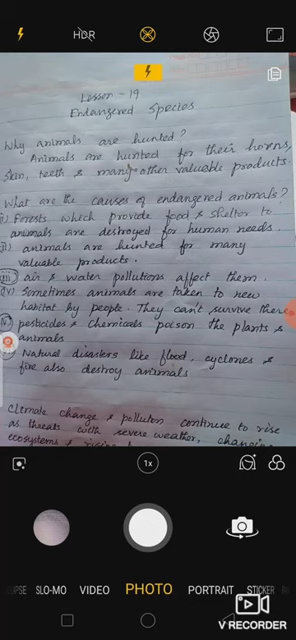 HDR
Lesson - 19
Endangered Species
Why animals are hunted?
Animals are hunted for their horns,
skin, teeth & many other valuable products.
What are the causes of endangered animals?
(i) Forests which provide food & shelter to
animals are destroyed for human needs.
(ii) animals are hunted for many
valuable products.
(iii) air & water pollutions affect them.
(iv) Sometimes animals are taken to new
habitat by people. They can't survive there
(v) pesticides & chemicals poison the plants &
animals
Natural disasters like flood, cyclones &
fire also destroy animals
Climate change & pollution continue to rise
as threats with severe weather, changing
ecosystems &
1x
SLO-MO VIDEO PHOTO PORTRAIT STICKER
V RECORDER